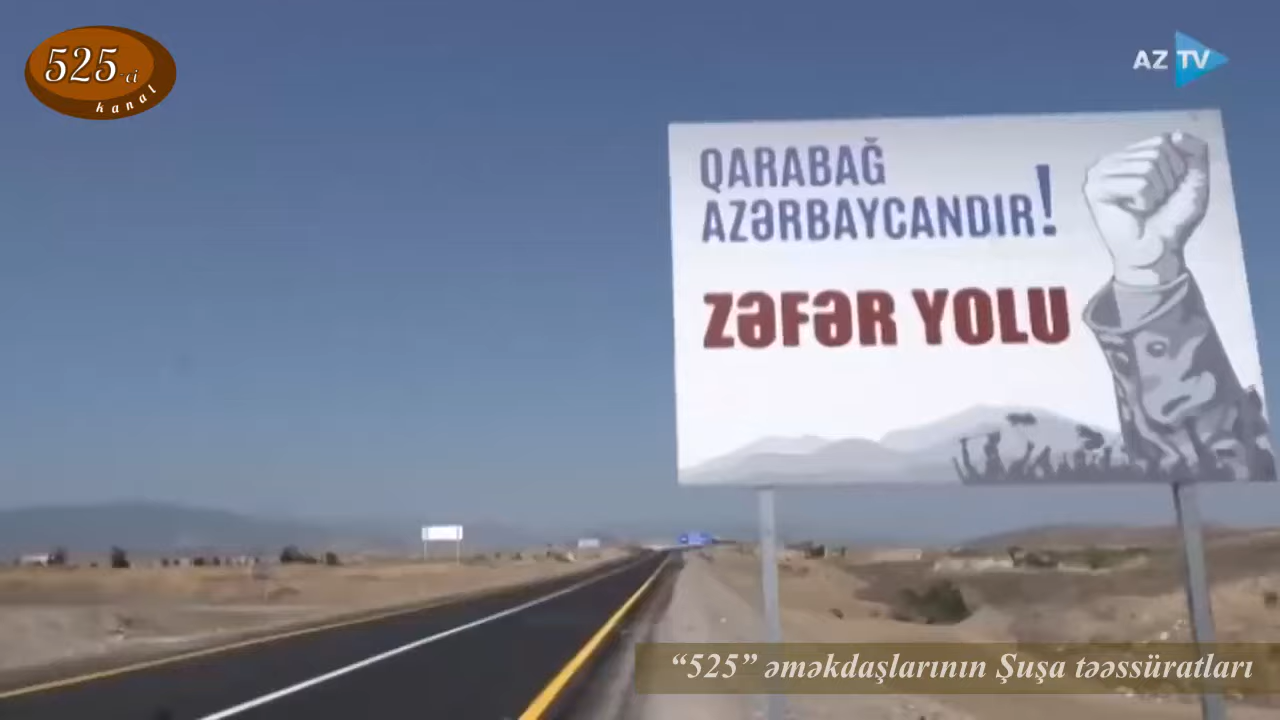 525-ci
kanal
AZ TV
QARABAĞ
AZƏRBAYCANDIR!
ZƏFƏR YOLU
“525” əməkdaşlarının Şuşa təəssüratları